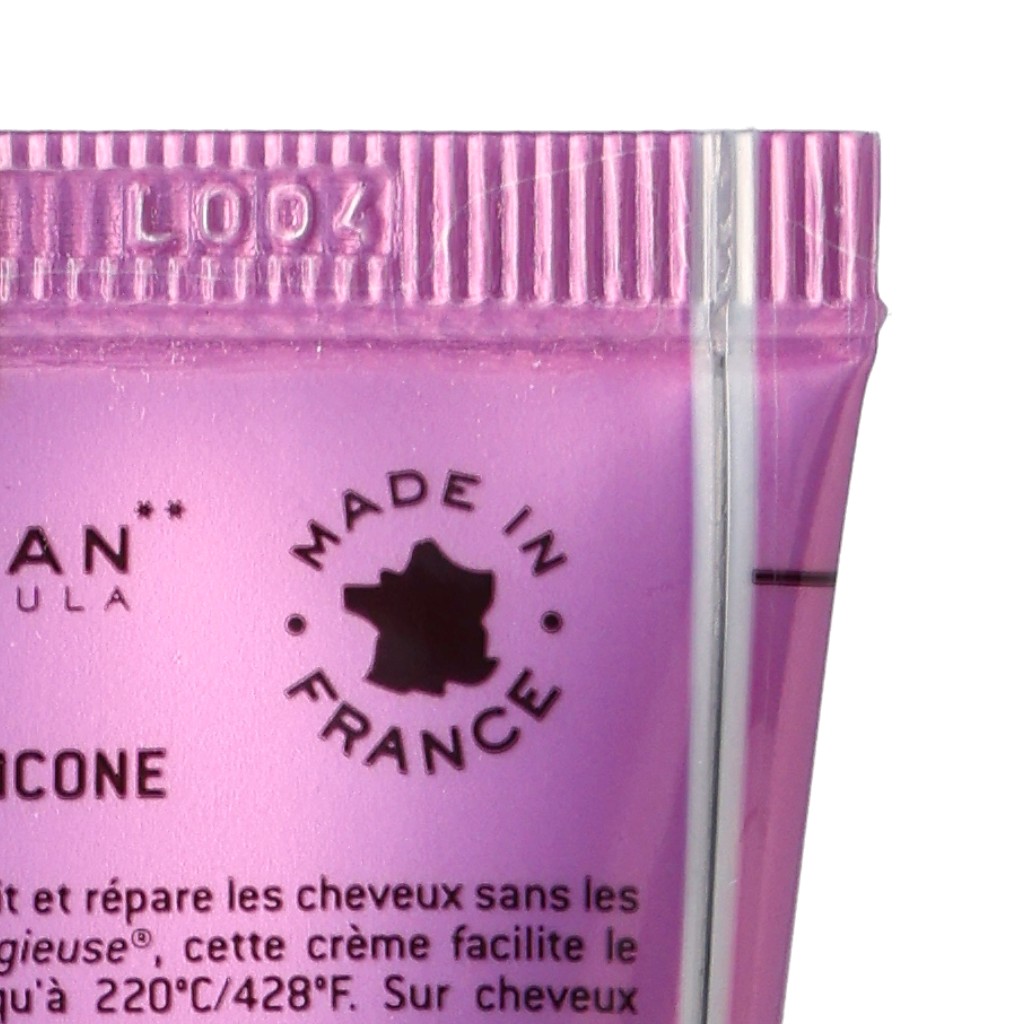 L004
AN**
ULA
MADE IN
FRANCE
iCONE
it et répare les cheveux sans les
gieuse®, cette crème facilite le
qu'à 220°C/428°F. Sur cheveux